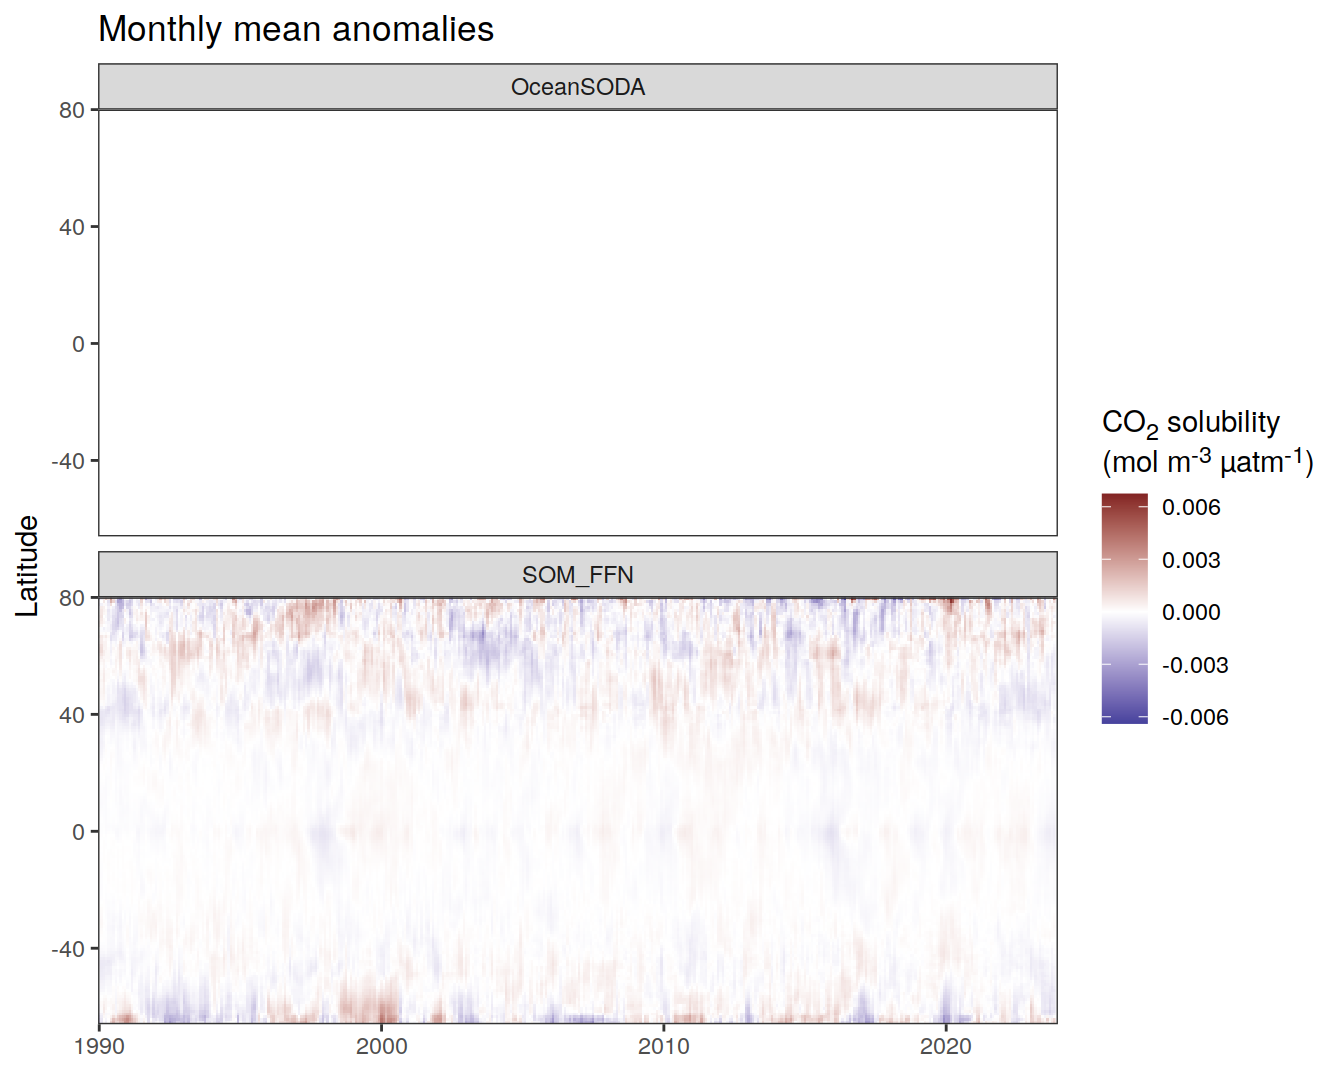 Monthly mean anomalies
OceanSODA
80
40
0
-40
Latitude
SOM_FFN
80
40
0
-40
1990 2000 2010 2020
CO₂ solubility
(mol m⁻³ µatm⁻¹)
0.006
0.003
0.000
-0.003
-0.006